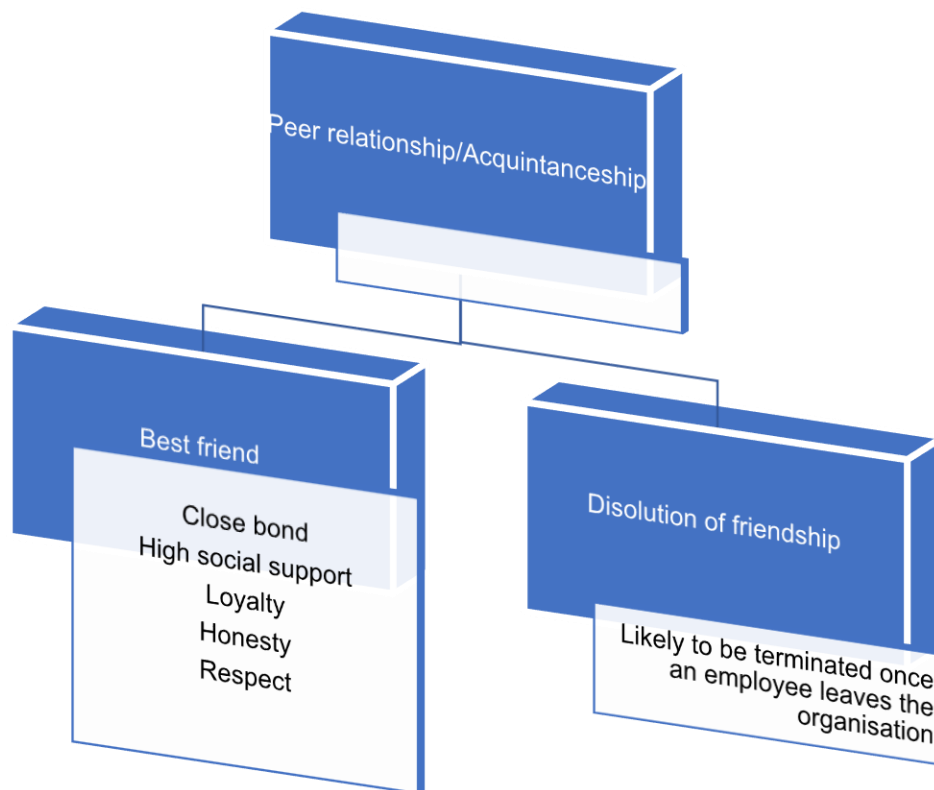 Peer relationship/Acquintanceship
Best friend
Close bond
High social support
Loyalty
Honesty
Respect
Disolution of friendship
Likely to be terminated once
an employee leaves the
organisation